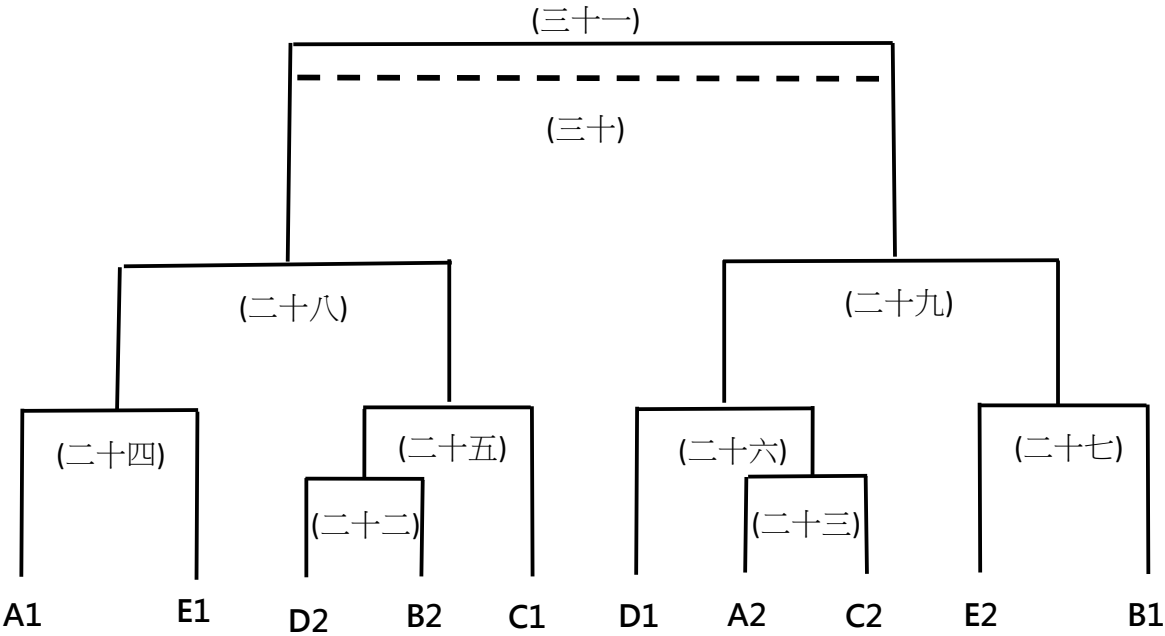 (三十一)
(三十)
(二十八)
(二十九)
(二十四)
(二十五)
(二十六)
(二十七)
(二十二)
(二十三)
A1 E1 D2 B2 C1 D1 A2 C2 E2 B1